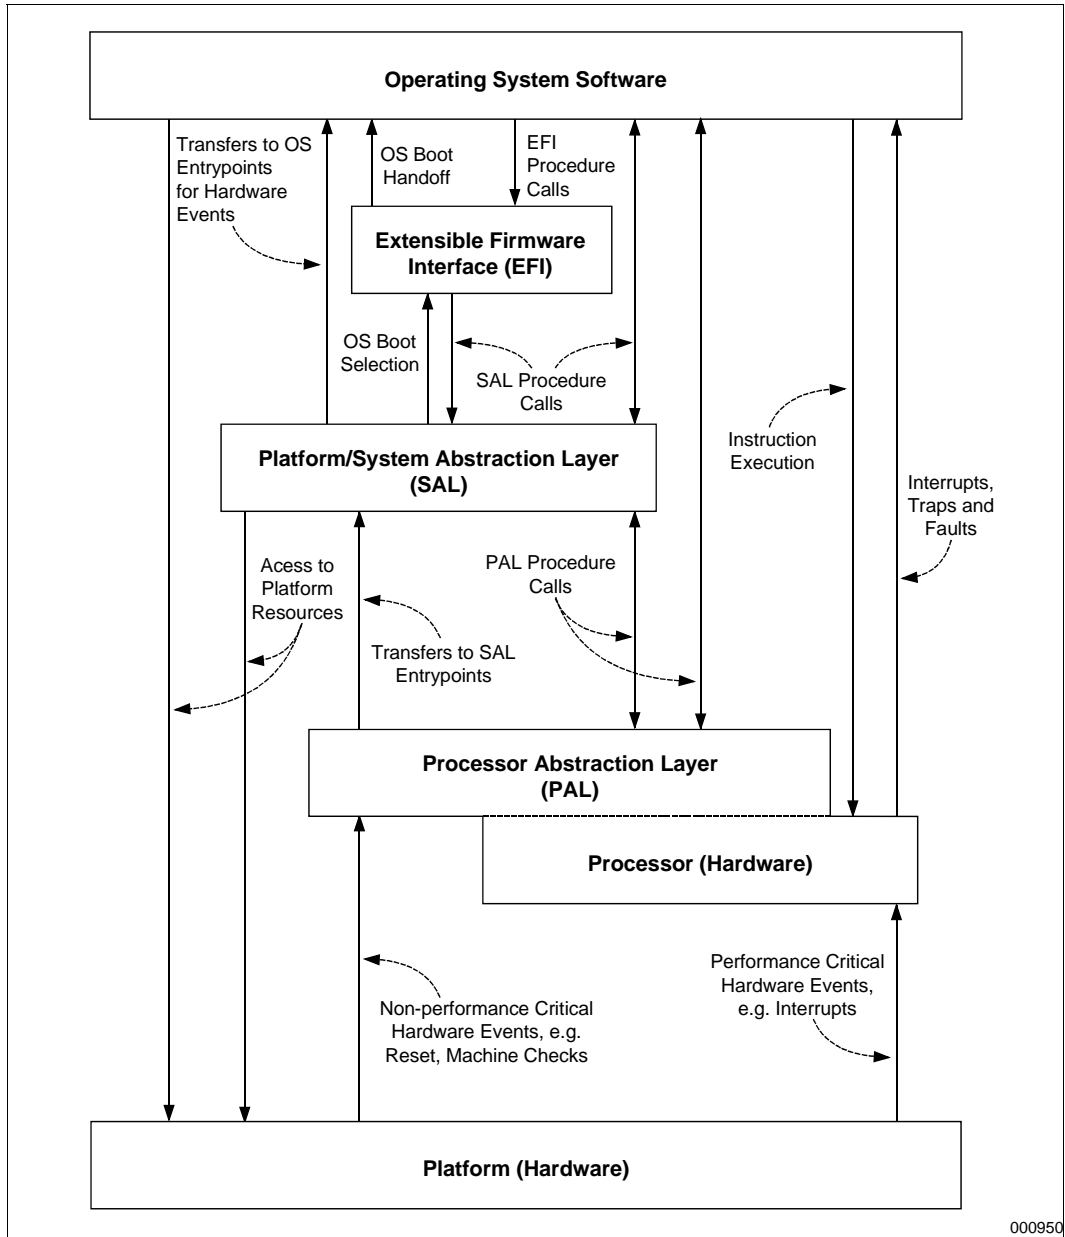 Operating System Software
Transfers to OS
Entrypoints
for Hardware
Events
OS Boot
Handoff
EFI
Procedure
Calls
Extensible Firmware
Interface (EFI)
OS Boot
Selection
SAL Procedure
Calls
Platform/System Abstraction Layer
(SAL)
Instruction
Execution
Interrupts,
Traps and
Faults
Acess to
Platform
Resources
PAL Procedure
Calls
Transfers to SAL
Entrypoints
Processor Abstraction Layer
(PAL)
Processor (Hardware)
Non-performance Critical
Hardware Events, e.g.
Reset, Machine Checks
Performance Critical
Hardware Events,
e.g. Interrupts
Platform (Hardware)
000950